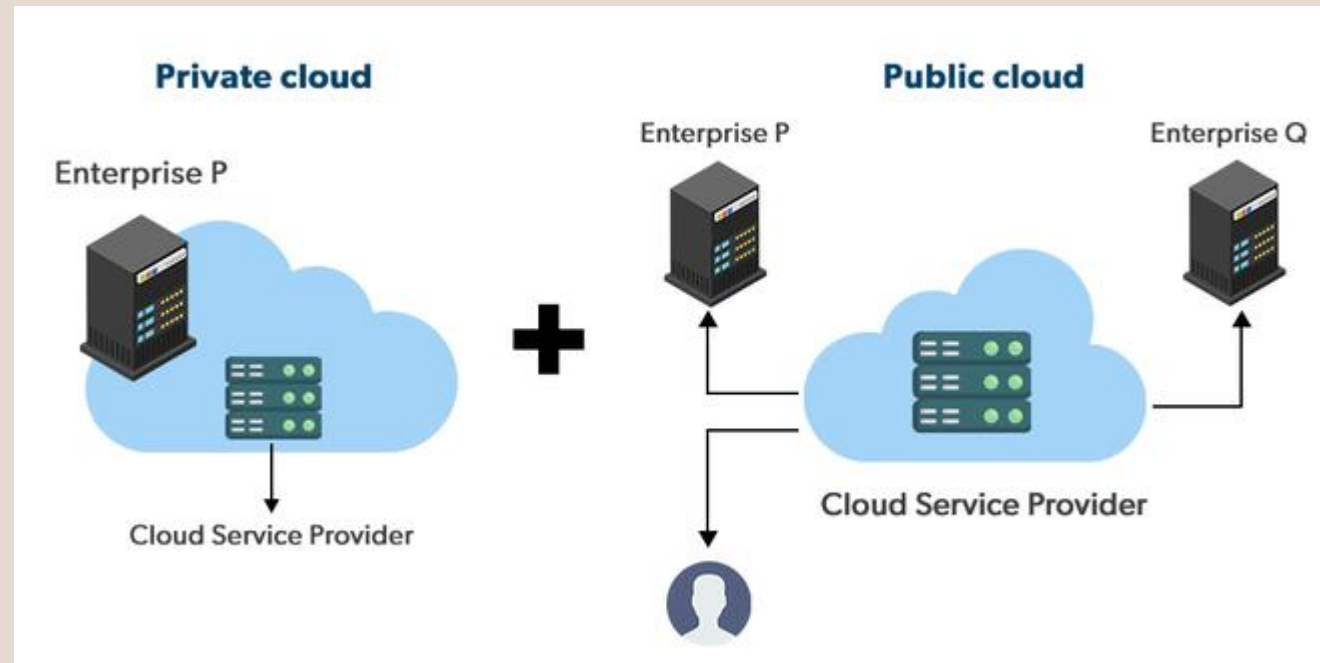 Private cloud
Public cloud
Enterprise P
Enterprise P
Enterprise Q
Cloud Service Provider
Cloud Service Provider